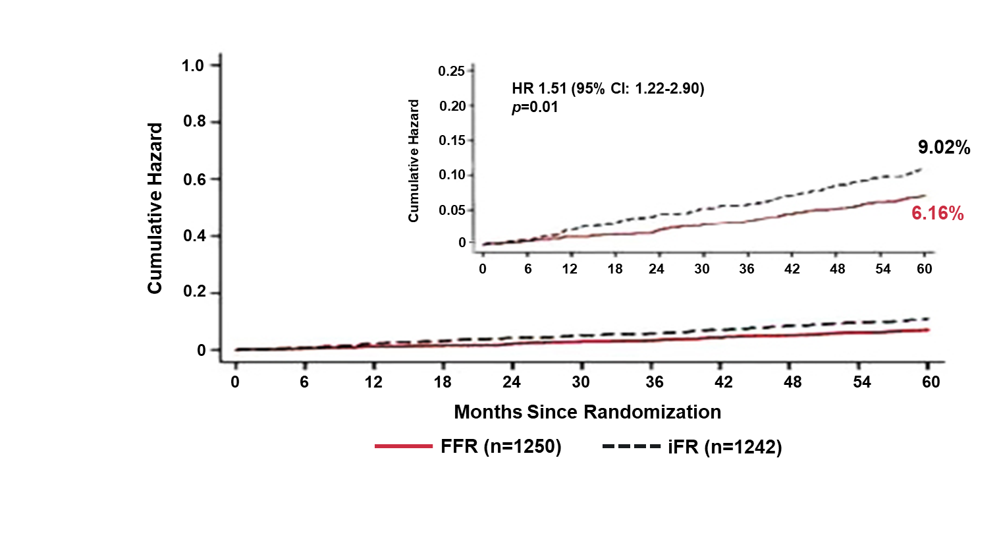 Cumulative Hazard
1.0
0.8
0.6
0.4
0.2
0
0 6 12 18 24 30 36 42 48 54 60
Months Since Randomization
Cumulative Hazard
0.25
0.20
0.15
0.10
0.05
0
HR 1.51 (95% CI: 1.22-2.90)
p=0.01
9.02%
6.16%
0 6 12 18 24 30 36 42 48 54 60
FFR (n=1250) iFR (n=1242)